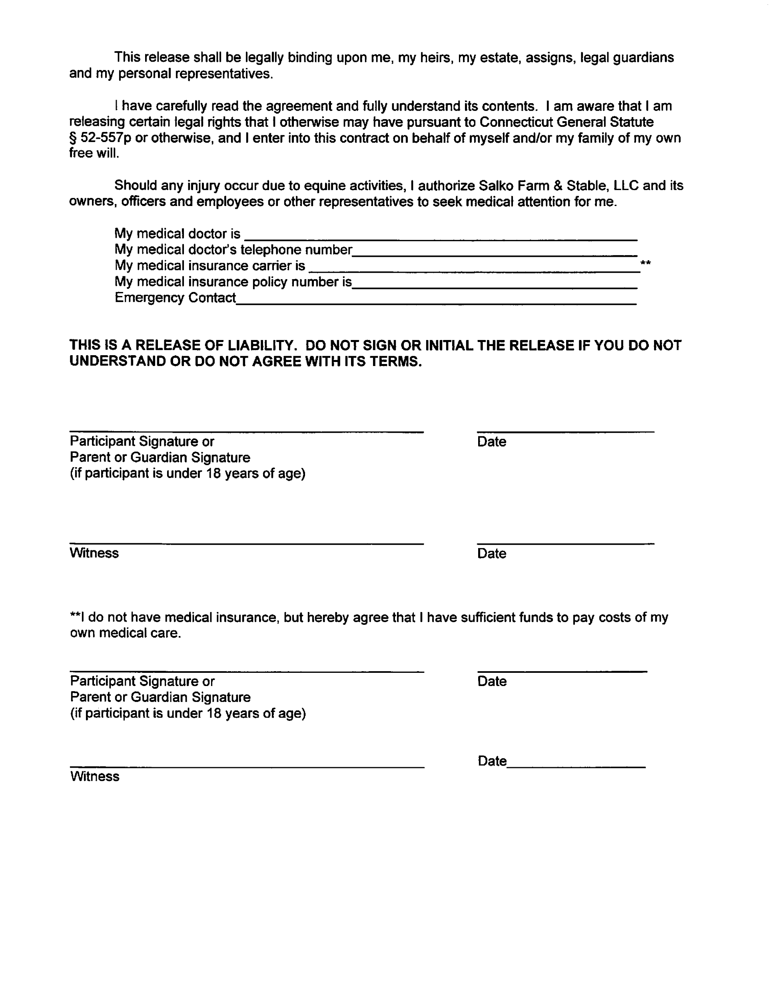 This release shall be legally binding upon me, my heirs, my estate, assigns, legal guardians
and my personal representatives.
I have carefully read the agreement and fully understand its contents. I am aware that I am
releasing certain legal rights that I otherwise may have pursuant to Connecticut General Statute
§ 52-557p or otherwise, and I enter into this contract on behalf of myself and/or my family of my own
free will.
Should any injury occur due to equine activities, I authorize Salko Farm & Stable, LLC and its
owners, officers and employees or other representatives to seek medical attention for me.
My medical doctor is
My medical doctor's telephone number
My medical insurance carrier is **
My medical insurance policy number is
Emergency Contact
THIS IS A RELEASE OF LIABILITY. DO NOT SIGN OR INITIAL THE RELEASE IF YOU DO NOT
UNDERSTAND OR DO NOT AGREE WITH ITS TERMS.
Participant Signature or Date
Parent or Guardian Signature
(if participant is under 18 years of age)
Witness Date
**I do not have medical insurance, but hereby agree that I have sufficient funds to pay costs of my
own medical care.
Participant Signature or Date
Parent or Guardian Signature
(if participant is under 18 years of age)
Date
Witness